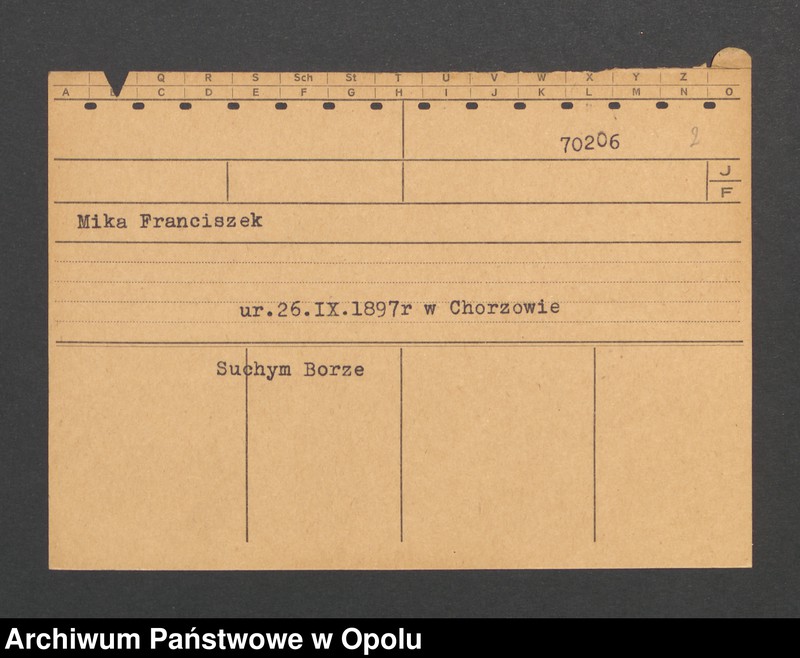 Q R S Sch St T U V W X Y Z
A C D E F G H I J K L M N O
70206 2
J
F
Mika Franciszek
ur.26.IX.1897r w Chorzowie
Suchym Borze
Archiwum Państwowe w Opolu